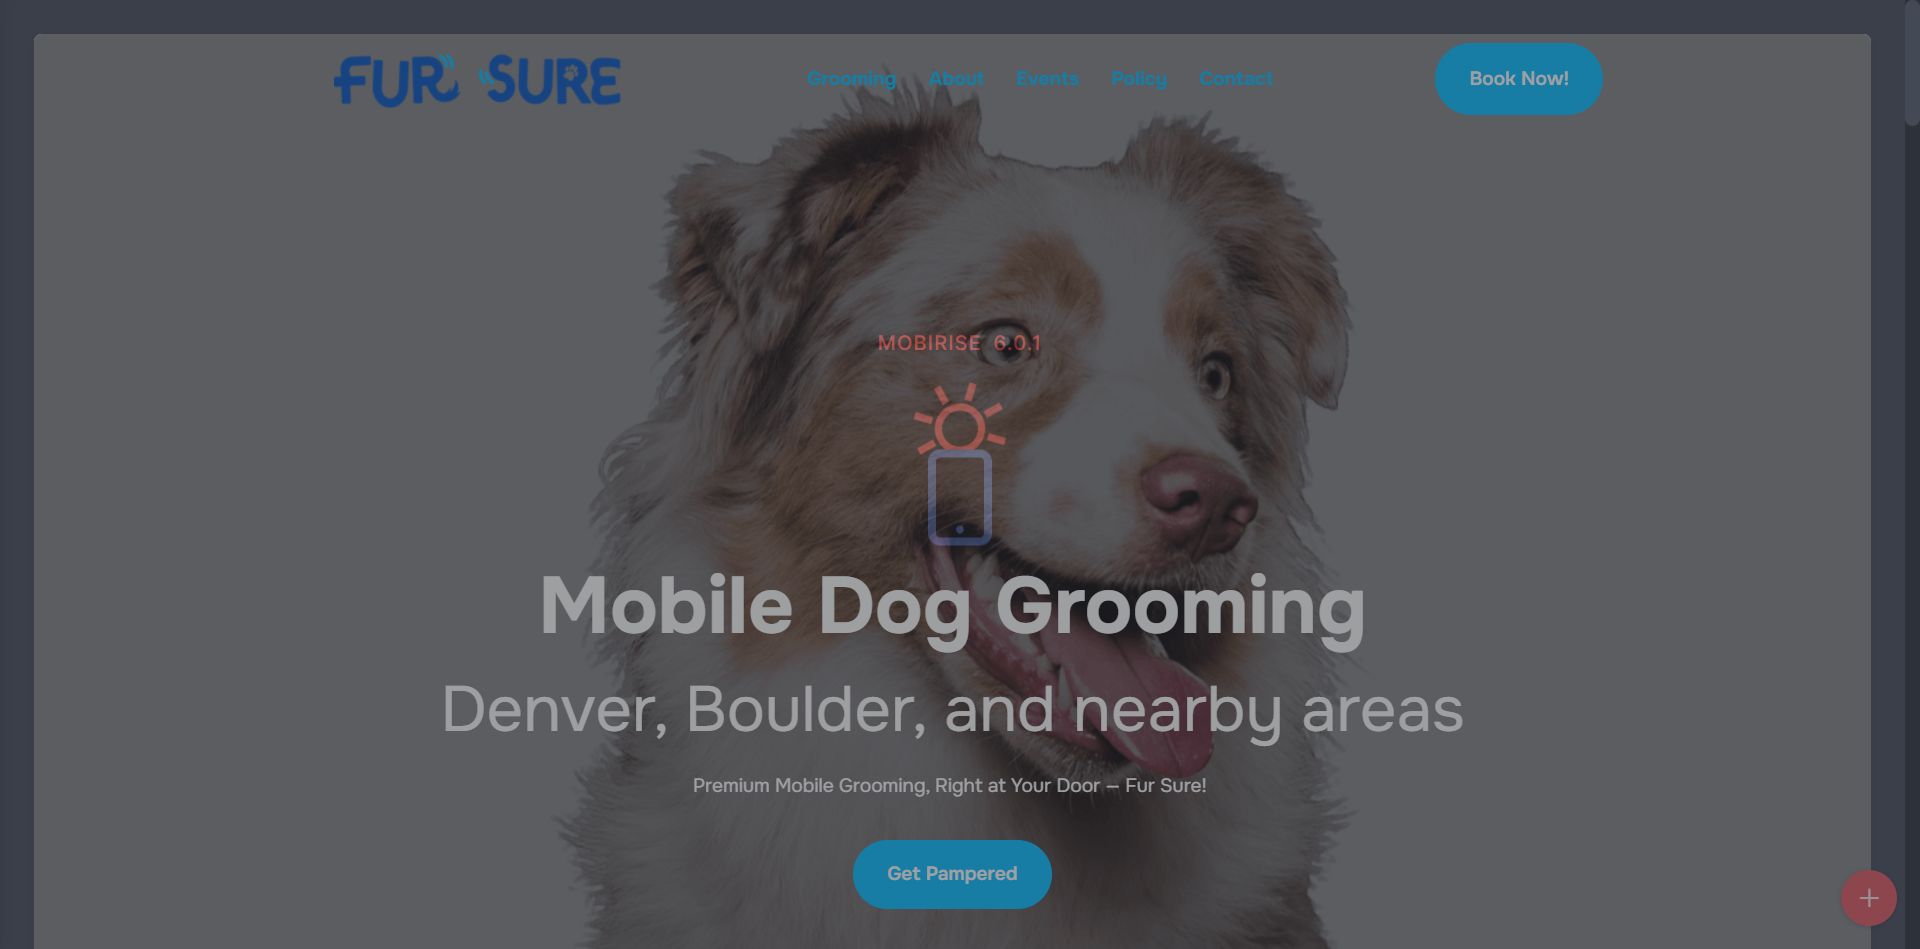 FUR SURE
Grooming About Events Policy Contact
Book Now!
MOBIRISE 6.0.1
Mobile Dog Grooming
Denver, Boulder, and nearby areas
Premium Mobile Grooming, Right at Your Door — Fur Sure!
Get Pampered